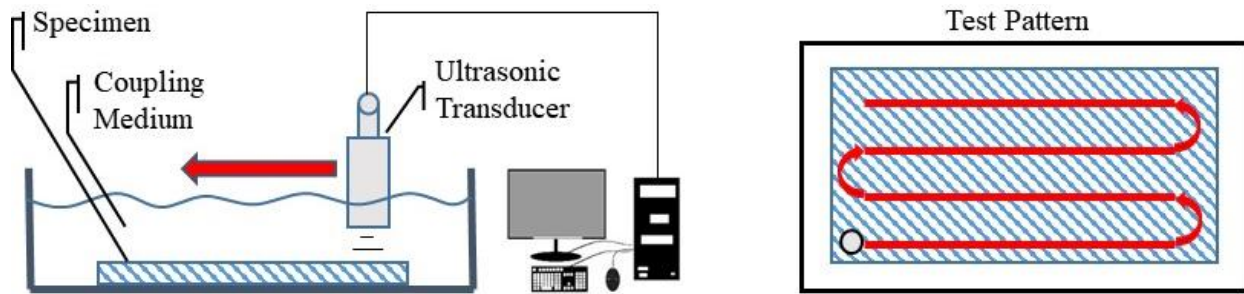 Specimen
Coupling
Medium
Ultrasonic
Transducer
Test Pattern